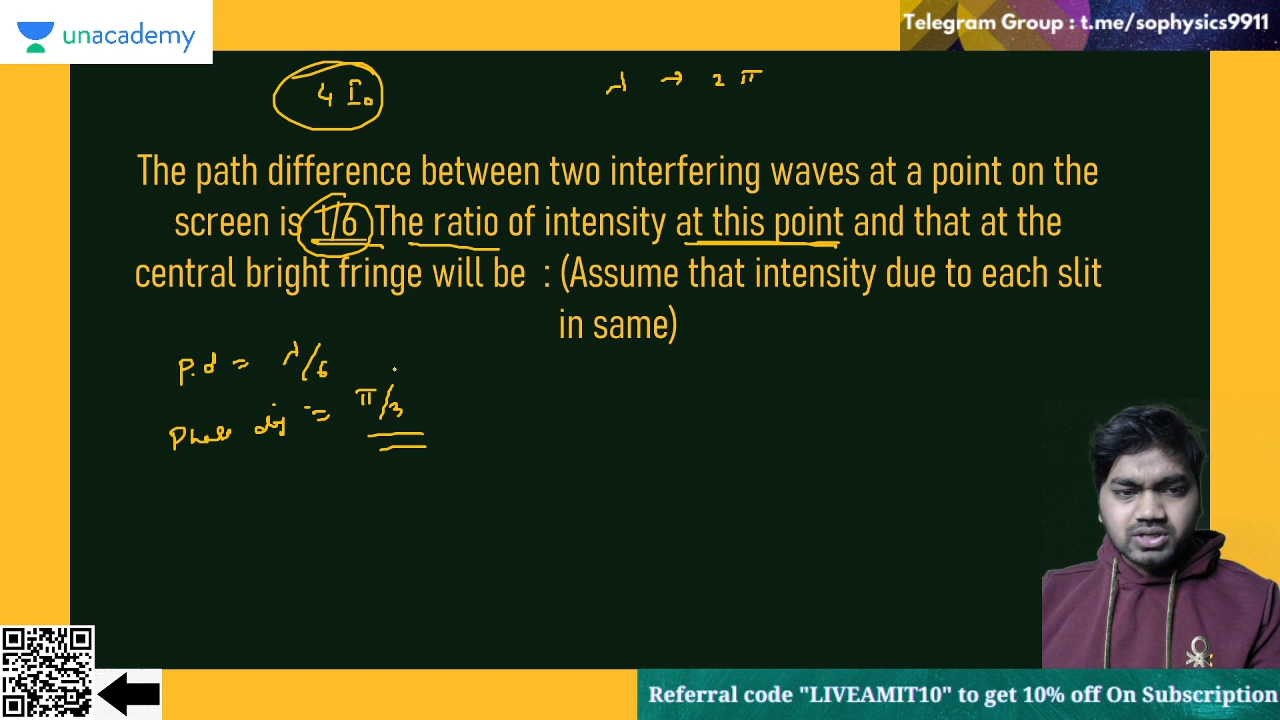 unacademy
Telegram Group : t.me/sophysics9911
4 I₀
λ → 2 π
The path difference between two interfering waves at a point on the
screen is l/6 The ratio of intensity at this point and that at the
central bright fringe will be : (Assume that intensity due to each slit
in same)
P.d = λ/6
Phase dif = π/3
Referral code "LIVEAMIT10" to get 10% off On Subscription